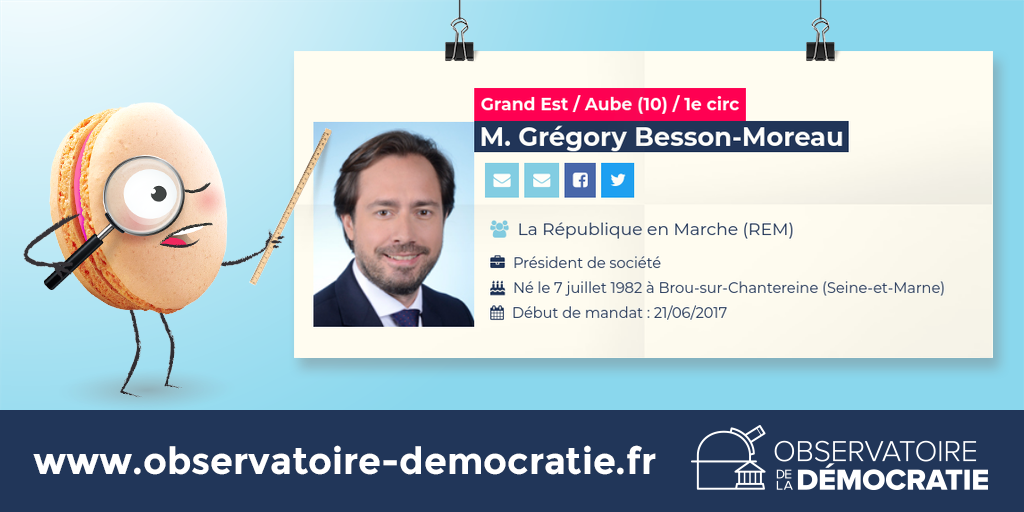 Grand Est / Aube (10) / 1e circ
M. Grégory Besson-Moreau
La République en Marche (REM)
Président de société
Né le 7 juillet 1982 à Brou-sur-Chantereine (Seine-et-Marne)
Début de mandat : 21/06/2017
www.observatoire-democratie.fr
OBSERVATOIRE
DE LA DÉMOCRATIE